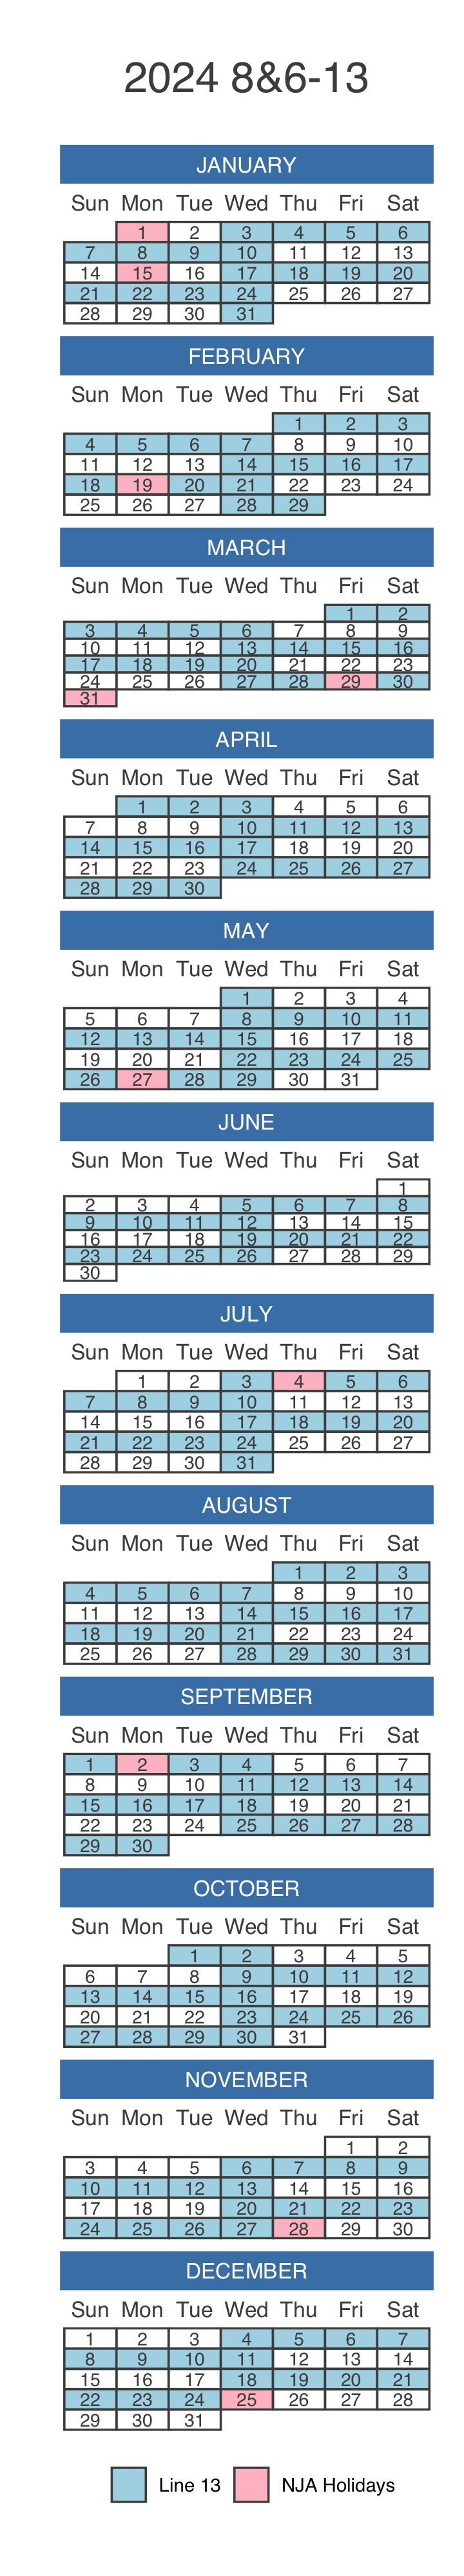 2024 8&6-13
JANUARY
Sun Mon Tue Wed Thu Fri Sat
1 2 3 4 5 6
7 8 9 10 11 12 13
14 15 16 17 18 19 20
21 22 23 24 25 26 27
28 29 30 31
FEBRUARY
Sun Mon Tue Wed Thu Fri Sat
1 2 3
4 5 6 7 8 9 10
11 12 13 14 15 16 17
18 19 20 21 22 23 24
25 26 27 28 29
MARCH
Sun Mon Tue Wed Thu Fri Sat
1 2
3 4 5 6 7 8 9
10 11 12 13 14 15 16
17 18 19 20 21 22 23
24 25 26 27 28 29 30
31
APRIL
Sun Mon Tue Wed Thu Fri Sat
1 2 3 4 5 6
7 8 9 10 11 12 13
14 15 16 17 18 19 20
21 22 23 24 25 26 27
28 29 30
MAY
Sun Mon Tue Wed Thu Fri Sat
1 2 3 4
5 6 7 8 9 10 11
12 13 14 15 16 17 18
19 20 21 22 23 24 25
26 27 28 29 30 31
JUNE
Sun Mon Tue Wed Thu Fri Sat
1
2 3 4 5 6 7 8
9 10 11 12 13 14 15
16 17 18 19 20 21 22
23 24 25 26 27 28 29
30
JULY
Sun Mon Tue Wed Thu Fri Sat
1 2 3 4 5 6
7 8 9 10 11 12 13
14 15 16 17 18 19 20
21 22 23 24 25 26 27
28 29 30 31
AUGUST
Sun Mon Tue Wed Thu Fri Sat
1 2 3
4 5 6 7 8 9 10
11 12 13 14 15 16 17
18 19 20 21 22 23 24
25 26 27 28 29 30 31
SEPTEMBER
Sun Mon Tue Wed Thu Fri Sat
1 2 3 4 5 6 7
8 9 10 11 12 13 14
15 16 17 18 19 20 21
22 23 24 25 26 27 28
29 30
OCTOBER
Sun Mon Tue Wed Thu Fri Sat
1 2 3 4 5
6 7 8 9 10 11 12
13 14 15 16 17 18 19
20 21 22 23 24 25 26
27 28 29 30 31
NOVEMBER
Sun Mon Tue Wed Thu Fri Sat
1 2
3 4 5 6 7 8 9
10 11 12 13 14 15 16
17 18 19 20 21 22 23
24 25 26 27 28 29 30
DECEMBER
Sun Mon Tue Wed Thu Fri Sat
1 2 3 4 5 6 7
8 9 10 11 12 13 14
15 16 17 18 19 20 21
22 23 24 25 26 27 28
29 30 31
Line 13 NJA Holidays